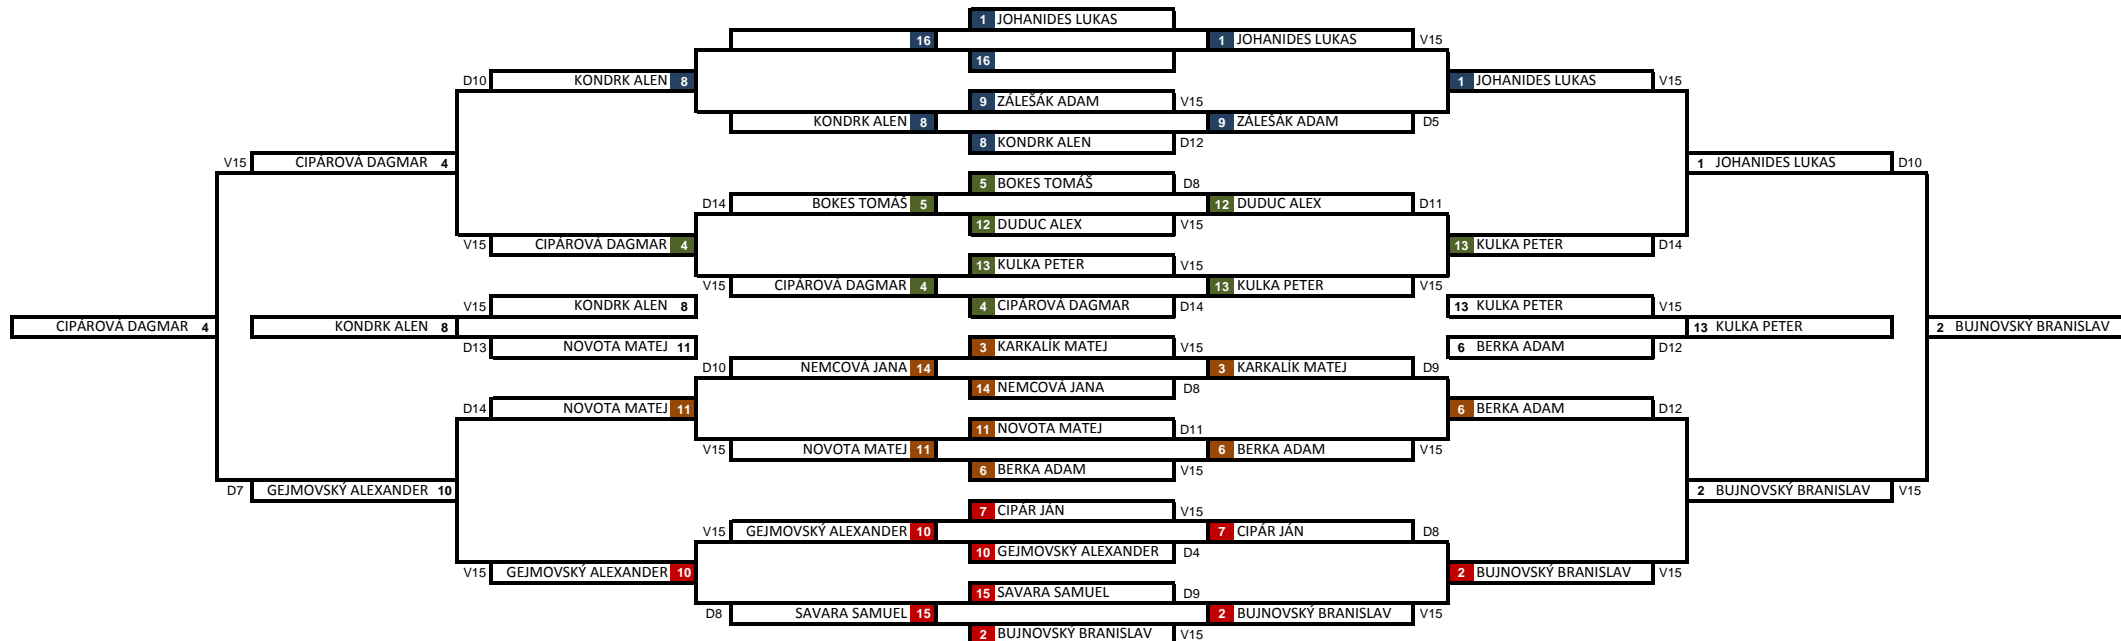 1 JOHANIDES LUKAS
16 1 JOHANIDES LUKAS V15
16
D10 KONDRK ALEN 8 1 JOHANIDES LUKAS V15
9 ZÁLEŠÁK ADAM V15
KONDRK ALEN 8 9 ZÁLEŠÁK ADAM D5
8 KONDRK ALEN D12
V15 CIPÁROVÁ DAGMAR 4 1 JOHANIDES LUKAS D10
5 BOKES TOMÁŠ D8
D14 BOKES TOMÁŠ 5 12 DUDUC ALEX D11
12 DUDUC ALEX V15
V15 CIPÁROVÁ DAGMAR 4 13 KULKA PETER D14
13 KULKA PETER V15
V15 CIPÁROVÁ DAGMAR 4 13 KULKA PETER V15
V15 KONDRK ALEN 8 4 CIPÁROVÁ DAGMAR D14 13 KULKA PETER V15
CIPÁROVÁ DAGMAR 4 KONDRK ALEN 8 13 KULKA PETER 2 BUJNOVSKÝ BRANISLAV
D13 NOVOTA MATEJ 11 3 KARKALÍK MATEJ V15 6 BERKA ADAM D12
D10 NEMCOVÁ JANA 14 3 KARKALÍK MATEJ D9
14 NEMCOVÁ JANA D8
D14 NOVOTA MATEJ 11 6 BERKA ADAM D12
11 NOVOTA MATEJ D11
V15 NOVOTA MATEJ 11 6 BERKA ADAM V15
6 BERKA ADAM V15
D7 GEJMOVSKÝ ALEXANDER 10 2 BUJNOVSKÝ BRANISLAV V15
7 CIPÁR JÁN V15
V15 GEJMOVSKÝ ALEXANDER 10 7 CIPÁR JÁN D8
10 GEJMOVSKÝ ALEXANDER D4
V15 GEJMOVSKÝ ALEXANDER 10 2 BUJNOVSKÝ BRANISLAV V15
15 SAVARA SAMUEL D9
D8 SAVARA SAMUEL 15 2 BUJNOVSKÝ BRANISLAV V15
2 BUJNOVSKÝ BRANISLAV V15